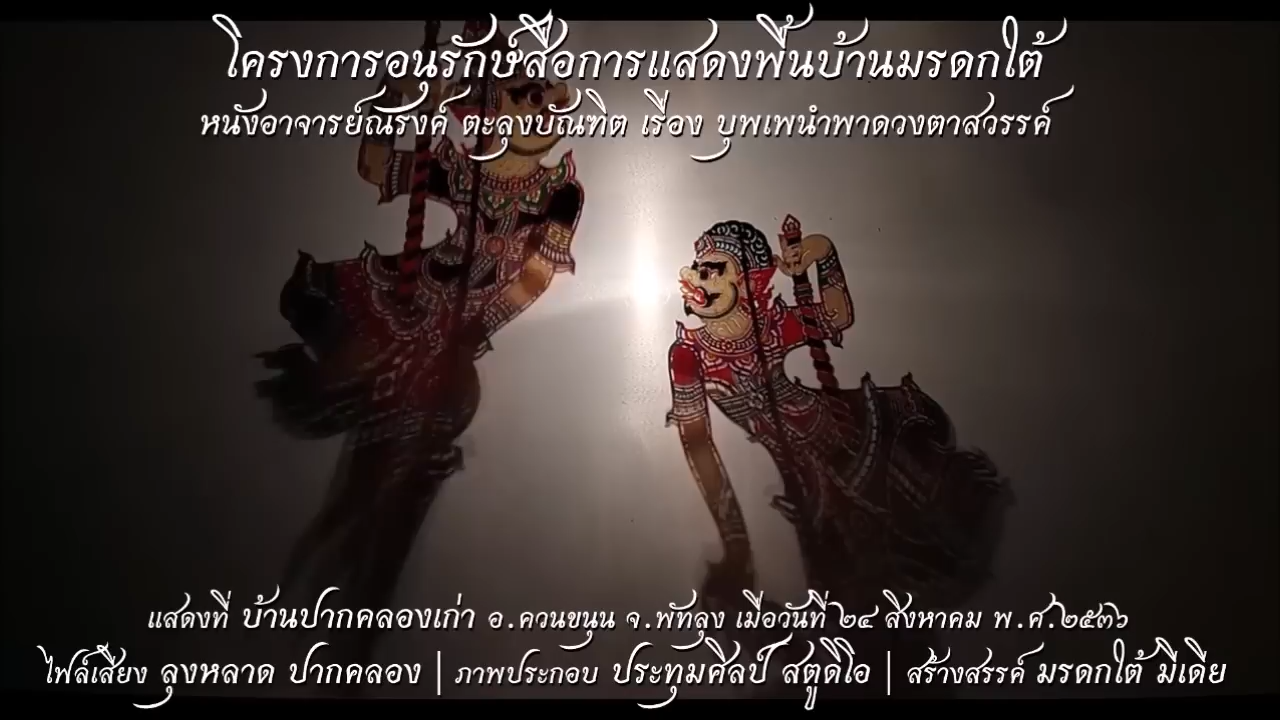 โครงการอนุรักษ์สื่อการแสดงพื้นบ้านมรดกใต้
หนังอาจารย์ณรงค์ ตะลุงบัณฑิต เรื่อง บุพเพนำพาดวงตาสวรรค์
แสดงที่ บ้านปากคลองเก่า อ.ควนขนุน จ.พัทลุง เมื่อวันที่ ๒๔ สิงหาคม พ.ศ.๒๕๓๖
ไฟล์เสียง ลุงหลาด ปากคลอง | ภาพประกอบ ประทุมศิลป์ สตูดิโอ | สร้างสรรค์ มรดกใต้ มีเดีย